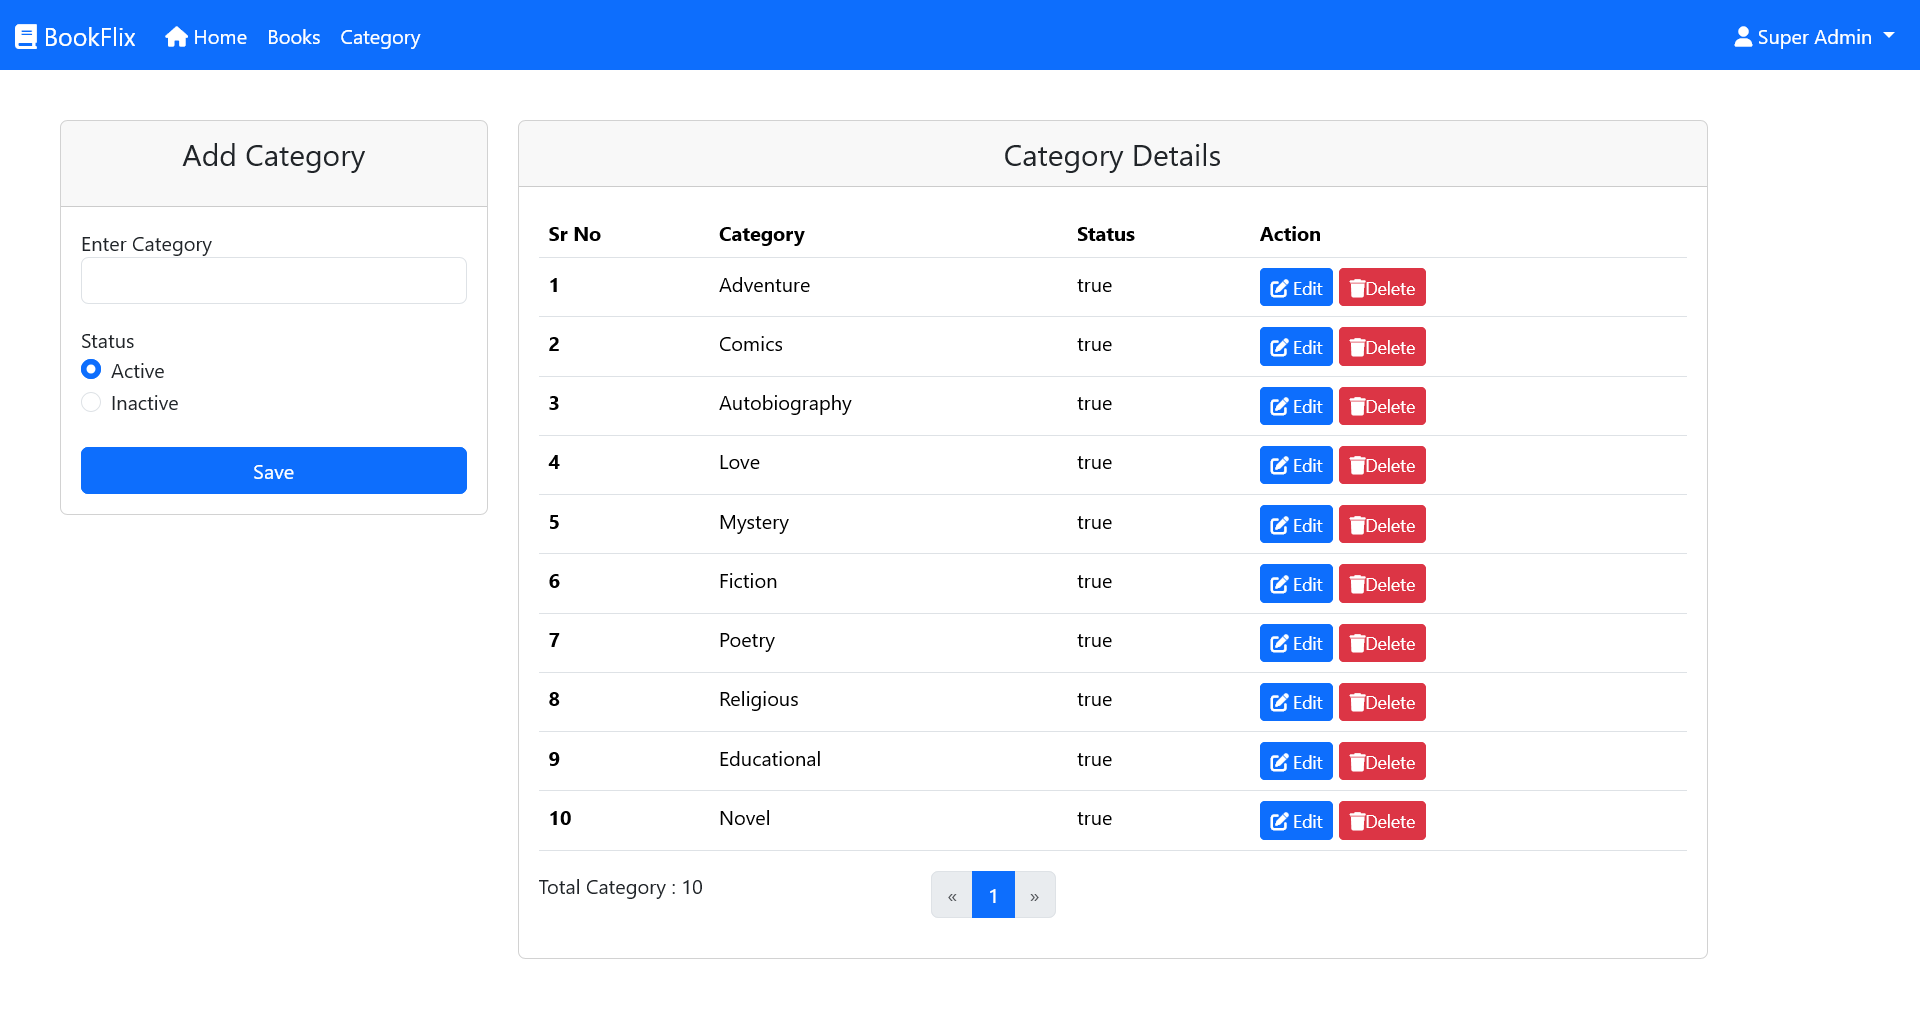 BookFlix Home Books Category Super Admin
Add Category
Enter Category
Status
Active
Inactive
Save
Category Details
Sr No Category Status Action
1 Adventure true Edit Delete
2 Comics true Edit Delete
3 Autobiography true Edit Delete
4 Love true Edit Delete
5 Mystery true Edit Delete
6 Fiction true Edit Delete
7 Poetry true Edit Delete
8 Religious true Edit Delete
9 Educational true Edit Delete
10 Novel true Edit Delete
Total Category : 10 « 1 »